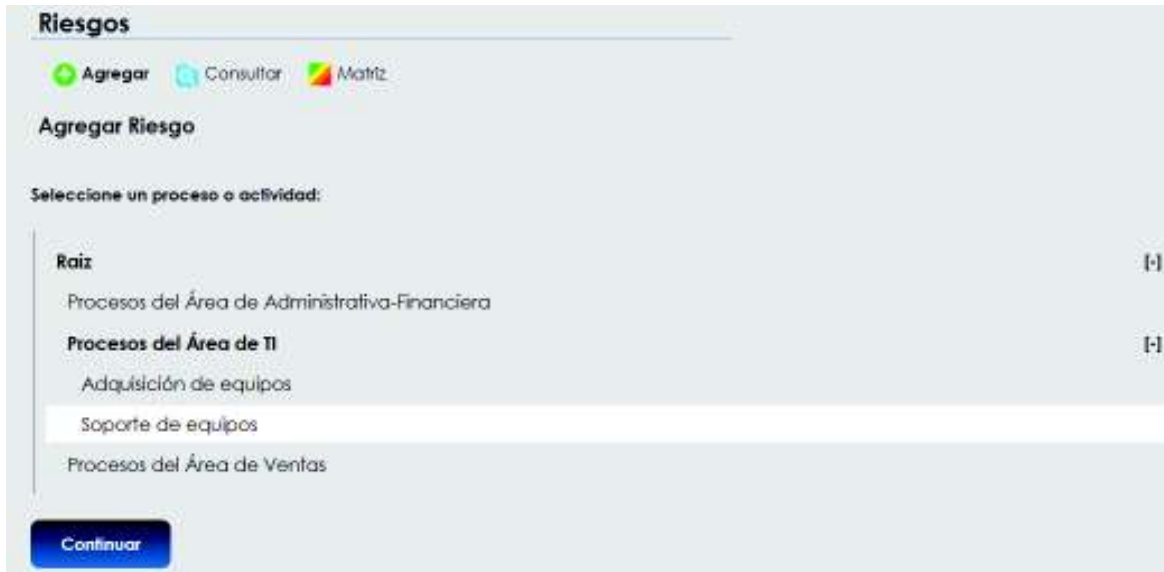 Riesgos
Agregar Consultar Matriz
Agregar Riesgo
Seleccione un proceso o actividad:
Raiz [-]
Procesos del Área de Administrativa-Financiera
Procesos del Área de TI [-]
Adquisición de equipos
Soporte de equipos
Procesos del Área de Ventas
Continuar